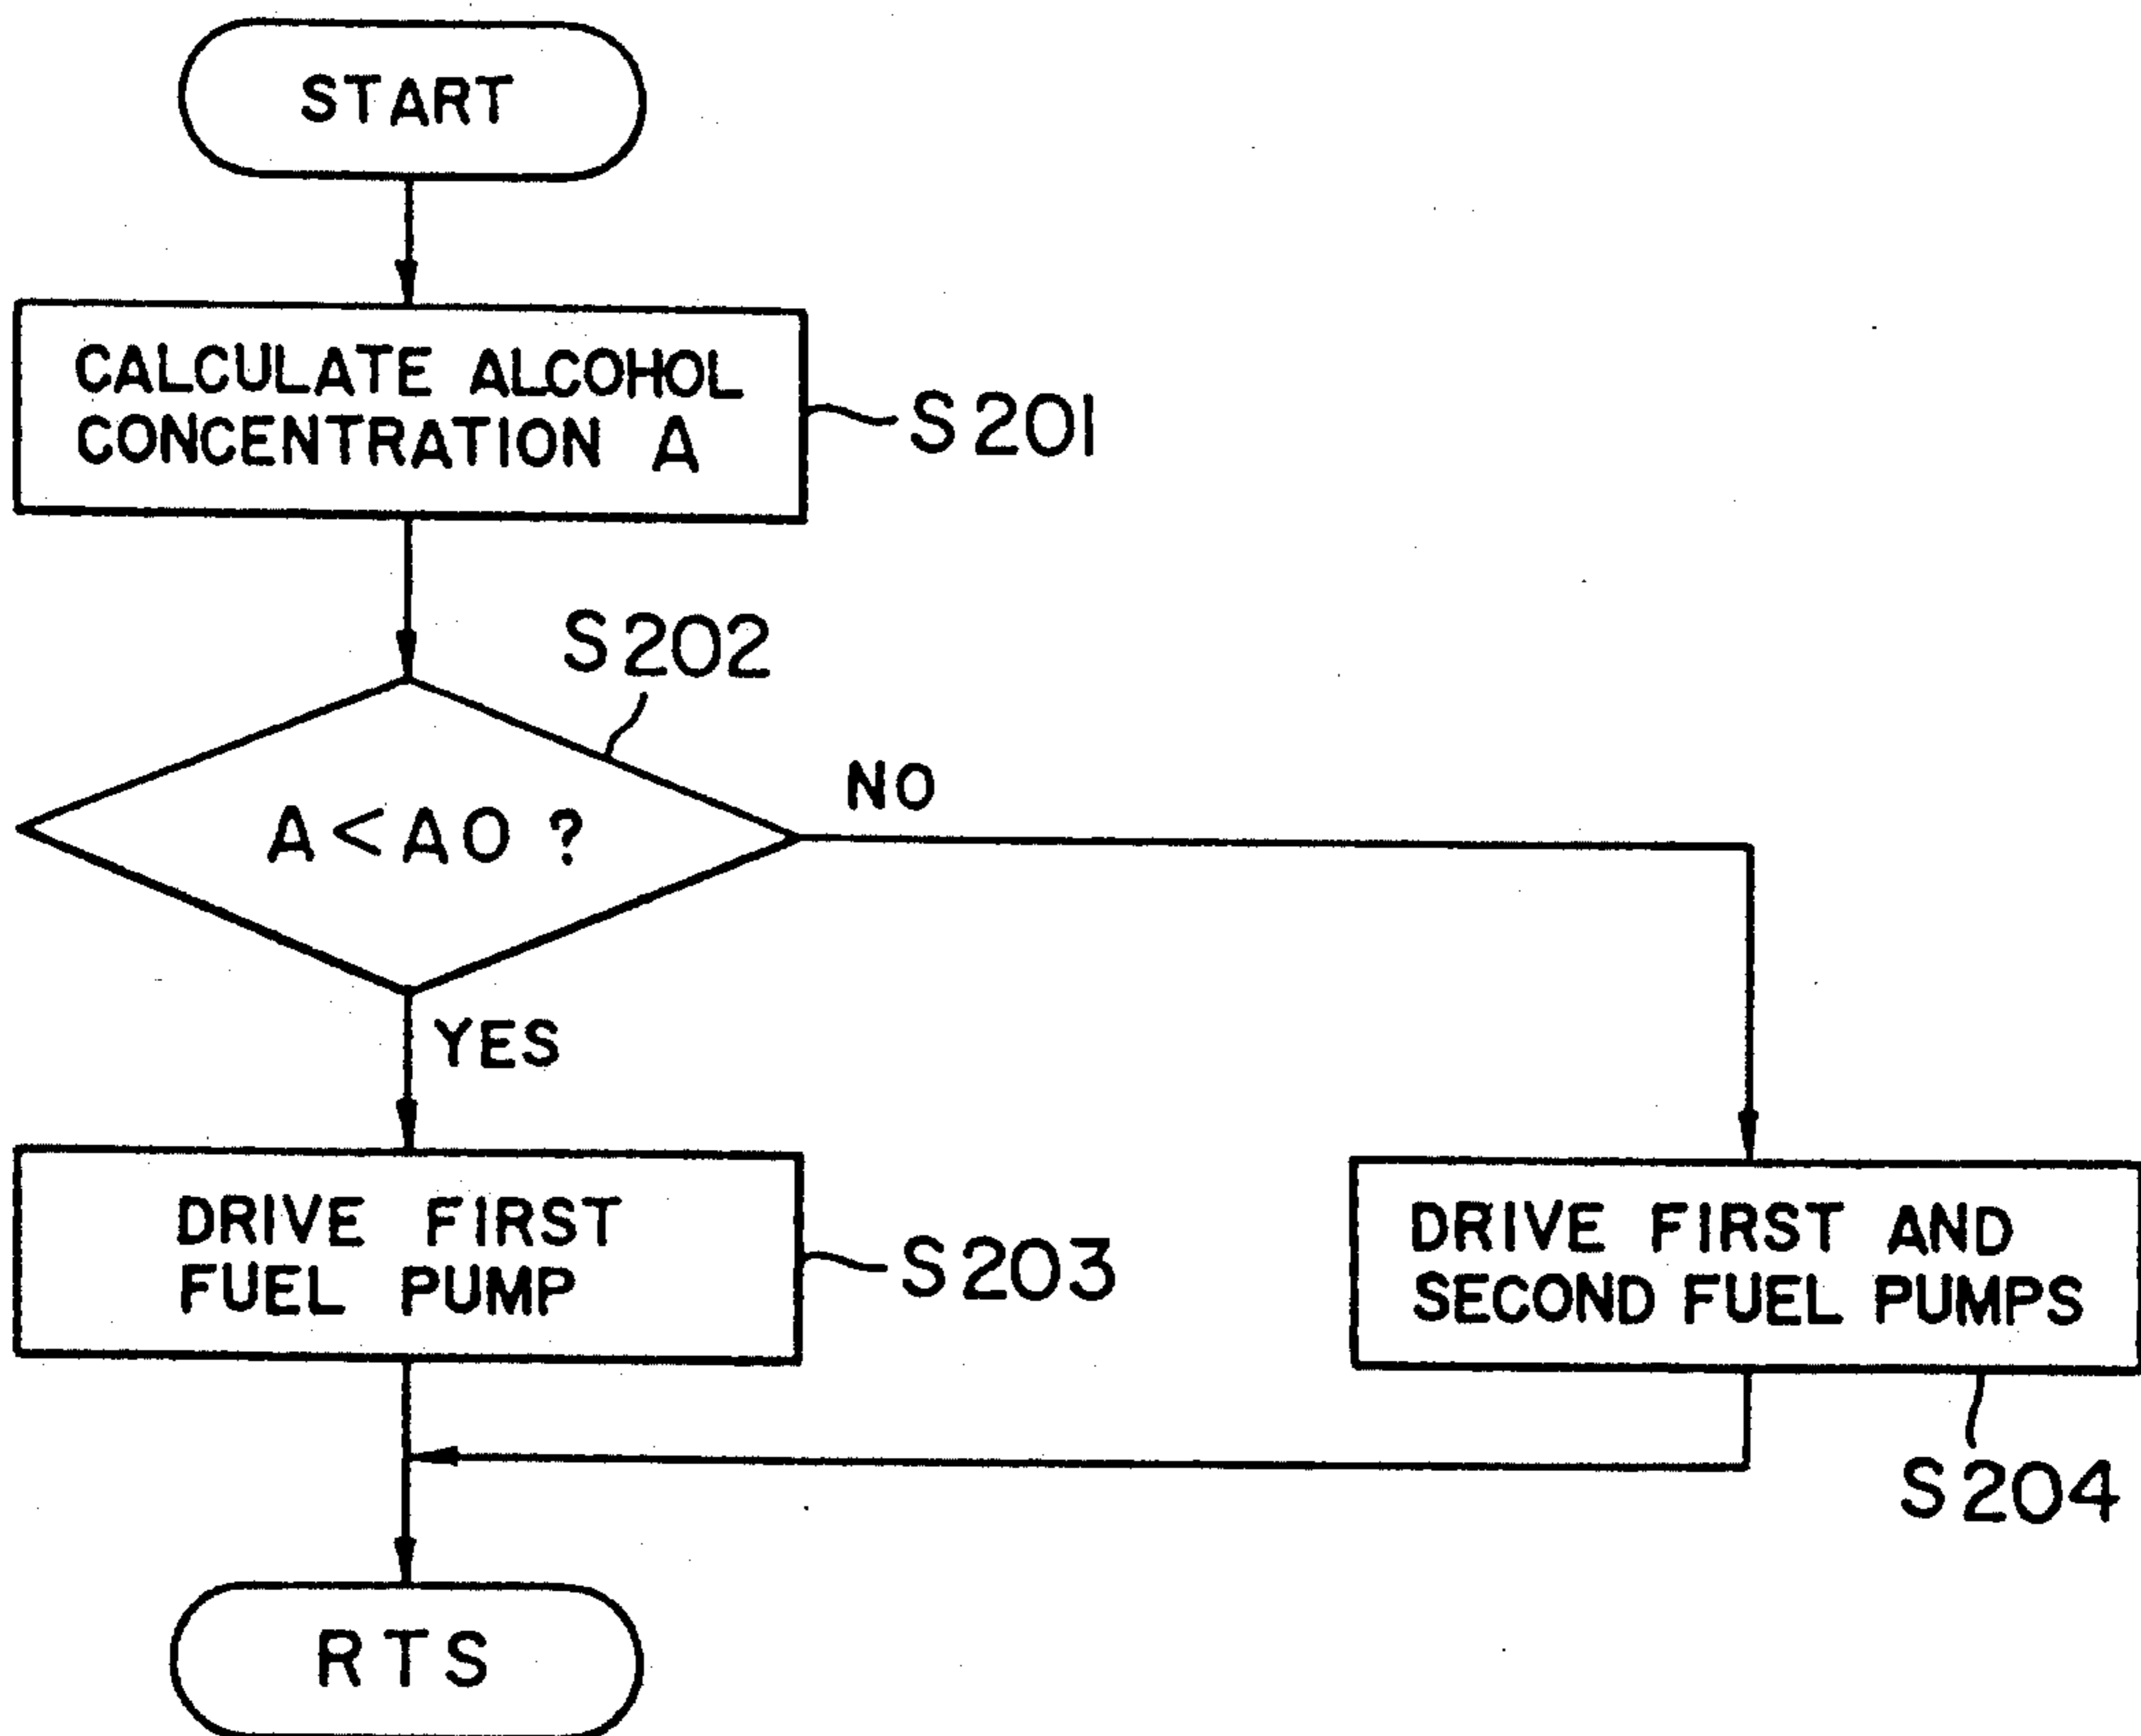 START
CALCULATE ALCOHOL
CONCENTRATION A
S201
S202
A<AO ?
NO
YES
DRIVE FIRST
FUEL PUMP
S203
DRIVE FIRST AND
SECOND FUEL PUMPS
S204
RTS